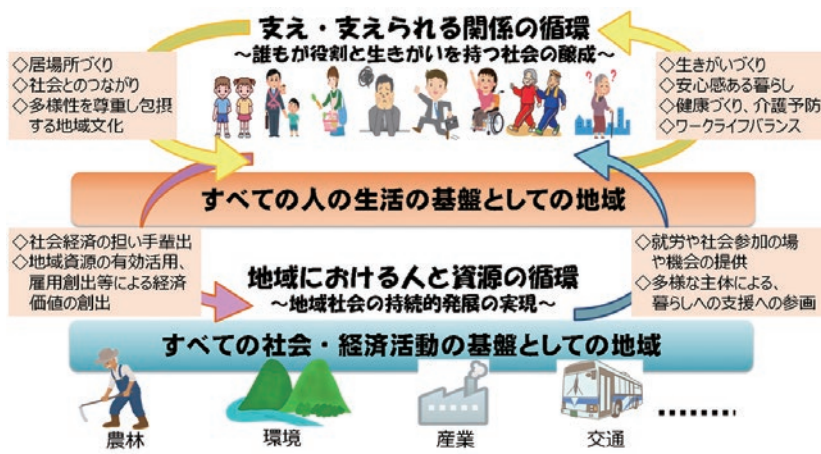 支え・支えられる関係の循環
～誰もが役割と生きがいを持つ社会の醸成～
◇居場所づくり
◇社会とのつながり
◇多様性を尊重し包摂
する地域文化
◇生きがいづくり
◇安心感ある暮らし
◇健康づくり、介護予防
◇ワークライフバランス
すべての人の生活の基盤としての地域
◇社会経済の担い手輩出
◇地域資源の有効活用、
雇用創出等による経済
価値の創出
地域における人と資源の循環
～地域社会の持続的発展の実現～
◇就労や社会参加の場
や機会の提供
◇多様な主体による、
暮らしへの支援への参画
すべての社会・経済活動の基盤としての地域
農林
環境
産業
交通